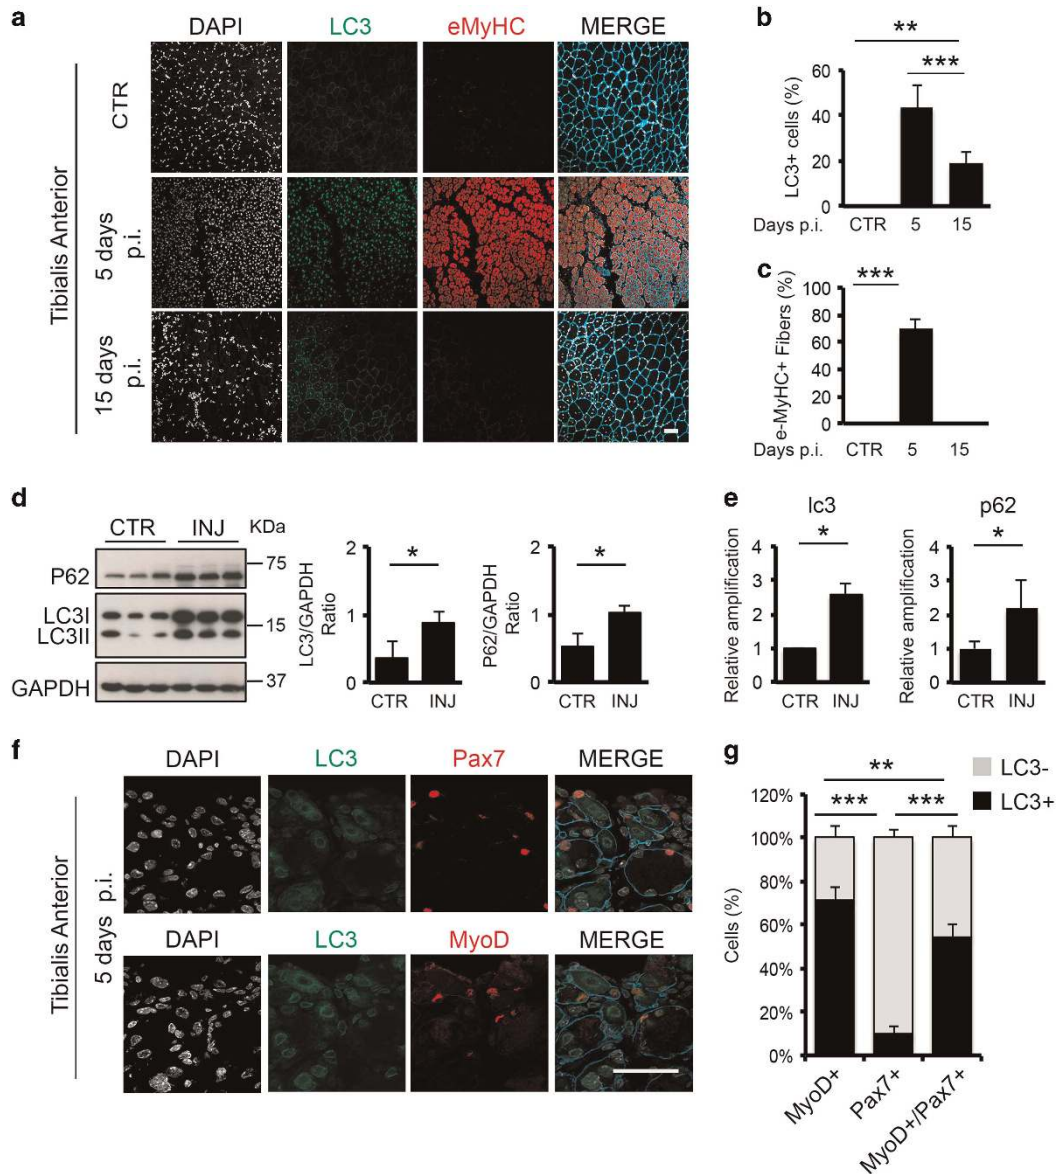 a
DAPI LC3 eMyHC MERGE
Tibialis Anterior
CTR
5 days
p.i.
15 days
p.i.
b
** 
***
LC3+ cells (%)
60
40
20
0
Days p.i. CTR 5 15
c
***
e-MyHC+ Fibers (%)
100
80
60
40
20
0
Days p.i. CTR 5 15
d
CTR INJ KDa
P62
75
LC3I
LC3II
15
GAPDH
37
LC3/GAPDH
Ratio
2
1
0
*
CTR INJ
P62/GAPDH
Ratio
2
1
0
*
CTR INJ
e
lc3
*
Relative amplification
4
3
2
1
0
CTR INJ
p62
*
Relative amplification
4
3
2
1
0
CTR INJ
f
Tibialis Anterior
5 days p.i.
DAPI LC3 Pax7 MERGE
DAPI LC3 MyoD MERGE
g
LC3-
LC3+
**
*** ***
Cells (%)
120%
100%
80%
60%
40%
20%
0%
MyoD+
Pax7+
MyoD+/Pax7+